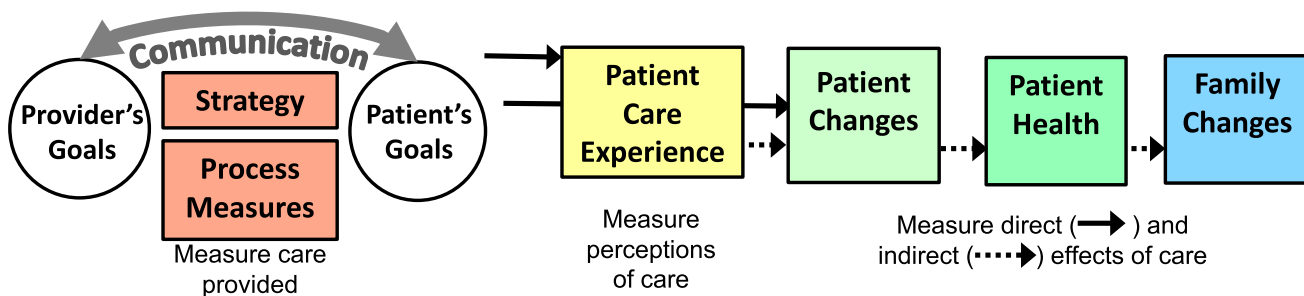 Communication
Provider’s
Goals
Strategy
Process
Measures
Measure care
provided
Patient’s
Goals
Patient
Care
Experience
Measure
perceptions
of care
Patient
Changes
Patient
Health
Family
Changes
Measure direct ( ) and
indirect ( ) effects of care